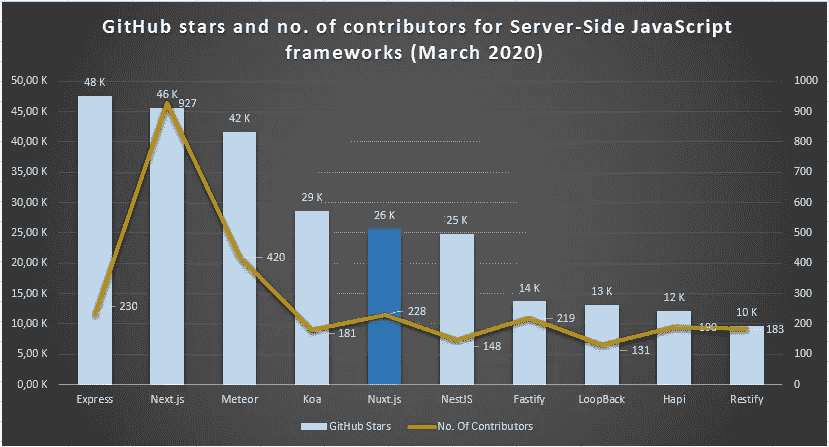 GitHub stars and no. of contributors for Server-Side JavaScript
frameworks (March 2020)
50,00 K
45,00 K
40,00 K
35,00 K
30,00 K
25,00 K
20,00 K
15,00 K
10,00 K
5,00 K
0,00 K
48 K
46 K
42 K
29 K
26 K
25 K
14 K
13 K
12 K
10 K
230
927
420
181
228
148
219
131
183
1000
900
800
700
600
500
400
300
200
100
0
Express Next.js Meteor Koa Nuxt.js NestJS Fastify LoopBack Hapi Restify
GitHub Stars No. Of Contributors